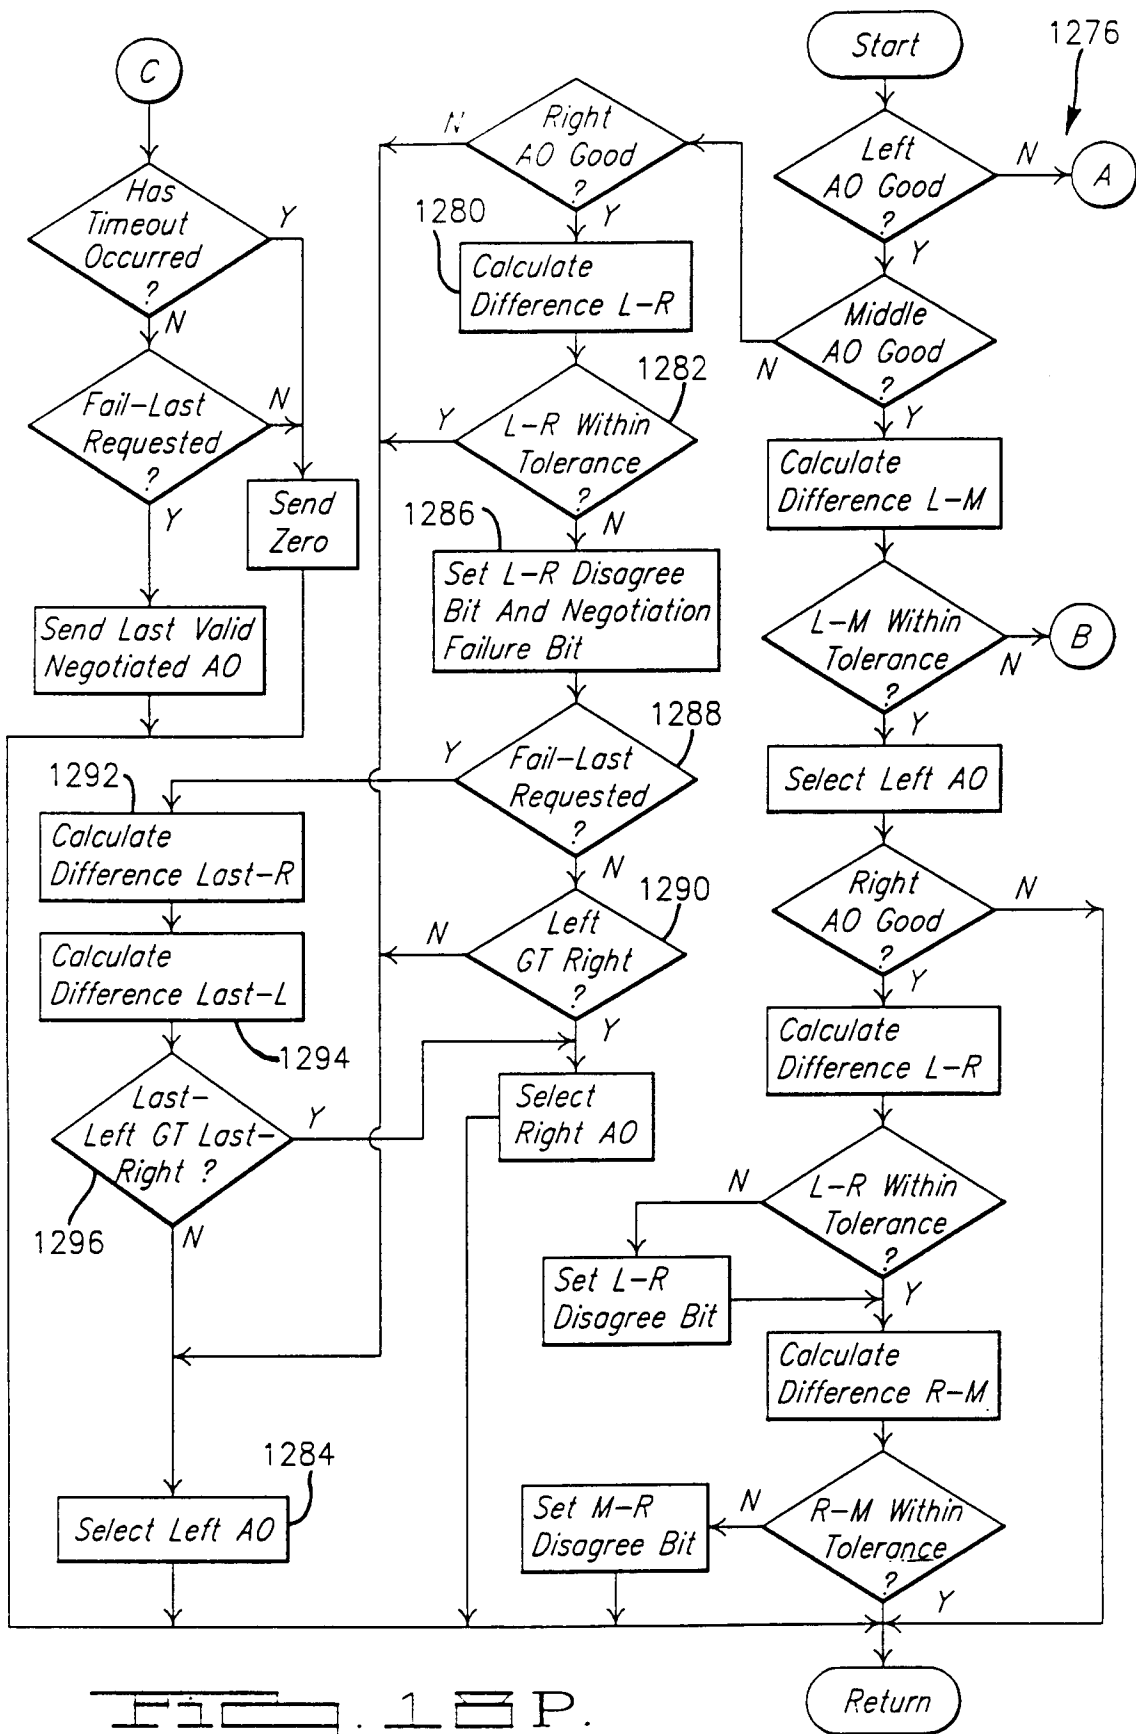 Start
1276
Left
AO Good
?
N
A
Y
Middle
AO Good
?
N
Y
Calculate
Difference L-M
L-M Within
Tolerance
?
N
B
Y
Select Left AO
Right
AO Good
?
N
Y
Calculate
Difference L-R
L-R Within
Tolerance
?
N
Y
Set L-R
Disagree Bit
Calculate
Difference R-M
R-M Within
Tolerance
?
N
Y
Set M-R
Disagree Bit
Return
Right
AO Good
?
N
Y
1280
Calculate
Difference L-R
1282
L-R Within
Tolerance
?
Y
N
1286
Set L-R Disagree
Bit And Negotiation
Failure Bit
1288
Fail-Last
Requested
?
Y
N
1290
Left
GT Right
?
N
Y
Select
Right AO
C
Has
Timeout
Occurred
?
Y
N
Fail-Last
Requested
?
N
Y
Send
Zero
Send Last Valid
Negotiated AO
1292
Calculate
Difference Last-R
Calculate
Difference Last-L
1294
Last-
Left GT Last-
Right ?
Y
N
1296
1284
Select Left AO
FIG. 18P.